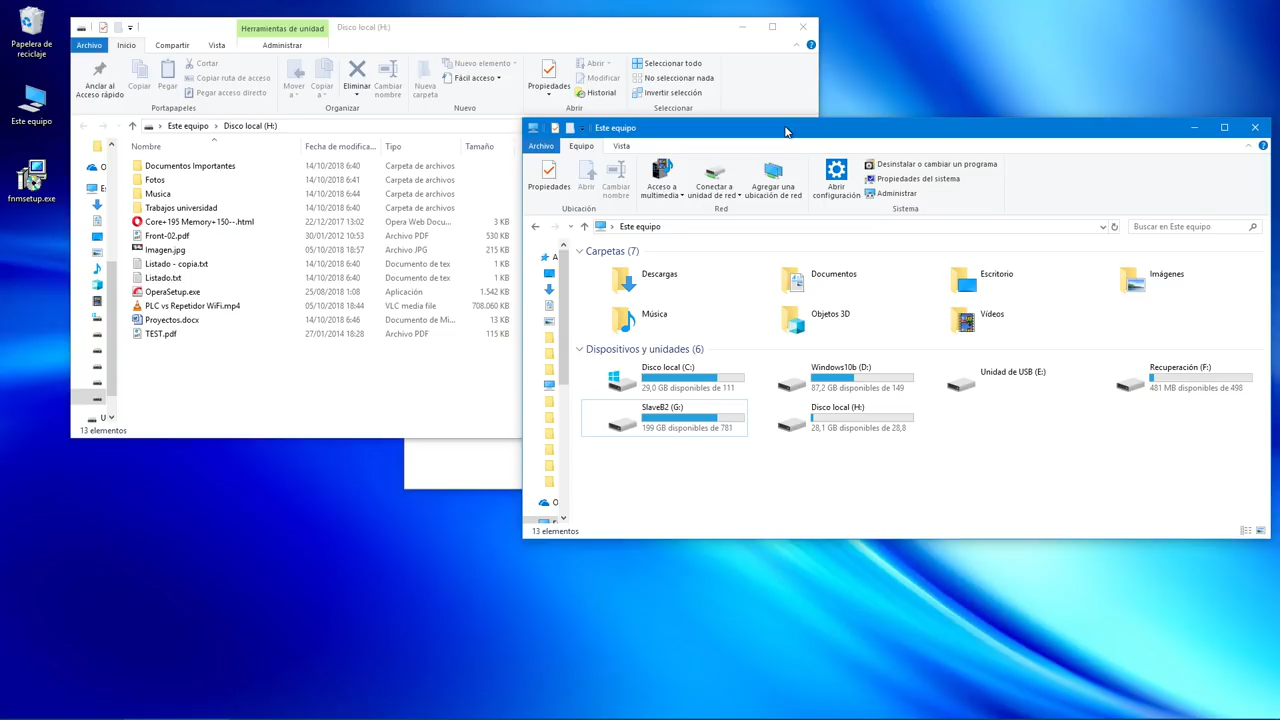 Papelera de
reciclaje
Este equipo
fnmsetup.exe
Herramientas de unidad
Disco local (H:)
Archivo
Inicio
Compartir
Vista
Administrar
Anclar al
Acceso rápido
Copiar
Pegar
Cortar
Copiar ruta de acceso
Pegar acceso directo
Portapapeles
Mover
a
Copiar
a
Eliminar
Cambiar
nombre
Organizar
Nueva
carpeta
Nuevo elemento
Fácil acceso
Nuevo
Propiedades
Abrir
Modificar
Historial
Abrir
Seleccionar todo
No seleccionar nada
Invertir selección
Seleccionar
Este equipo > Disco local (H:)
Nombre Fecha de modifica... Tipo Tamaño
Documentos Importantes 14/10/2018 6:40 Carpeta de archivos
Fotos 14/10/2018 6:41 Carpeta de archivos
Musica 14/10/2018 6:44 Carpeta de archivos
Trabajos universidad 14/10/2018 6:40 Carpeta de archivos
Core+195 Memory+150--.html 22/12/2017 13:02 Opera Web Docu... 3 KB
Front-02.pdf 30/01/2012 10:53 Archivo PDF 530 KB
Imagen.jpg 05/10/2018 18:57 Archivo JPG 215 KB
Listado - copia.txt 14/10/2018 6:40 Documento de tex 1 KB
Listado.txt 14/10/2018 6:40 Documento de tex 1 KB
OperaSetup.exe 25/08/2018 1:08 Aplicación 1.542 KB
PLC vs Repetidor WiFi.mp4 05/10/2018 18:44 VLC media file 708.060 KB
Proyectos.docx 14/10/2018 6:46 Documento de Mi... 13 KB
TEST.pdf 27/01/2014 18:28 Archivo PDF 115 KB
13 elementos
Este equipo
Archivo
Equipo
Vista
Propiedades
Abrir
Cambiar
nombre
Ubicación
Acceso a
multimedia
Conectar a
unidad de red
Agregar una
ubicación de red
Red
Abrir
configuración
Desinstalar o cambiar un programa
Propiedades del sistema
Administrar
Sistema
Este equipo
Buscar en Este equipo
Carpetas (7)
Descargas
Documentos
Escritorio
Imágenes
Música
Objetos 3D
Vídeos
Dispositivos y unidades (6)
Disco local (C:)
29,0 GB disponibles de 111
Windows10b (D:)
87,2 GB disponibles de 149
Unidad de USB (E:)
Recuperación (F:)
481 MB disponibles de 498
SlaveB2 (G:)
199 GB disponibles de 781
Disco local (H:)
28,1 GB disponibles de 28,8
13 elementos